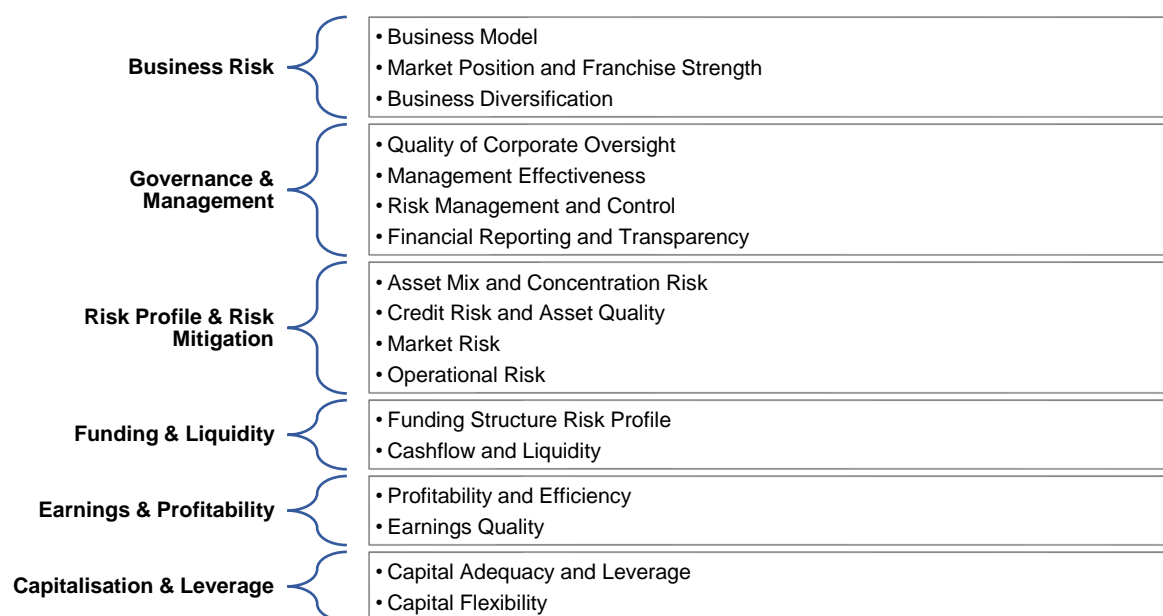 Business Risk
• Business Model
• Market Position and Franchise Strength
• Business Diversification
Governance &
Management
• Quality of Corporate Oversight
• Management Effectiveness
• Risk Management and Control
• Financial Reporting and Transparency
Risk Profile & Risk
Mitigation
• Asset Mix and Concentration Risk
• Credit Risk and Asset Quality
• Market Risk
• Operational Risk
Funding & Liquidity
• Funding Structure Risk Profile
• Cashflow and Liquidity
Earnings & Profitability
• Profitability and Efficiency
• Earnings Quality
Capitalisation & Leverage
• Capital Adequacy and Leverage
• Capital Flexibility